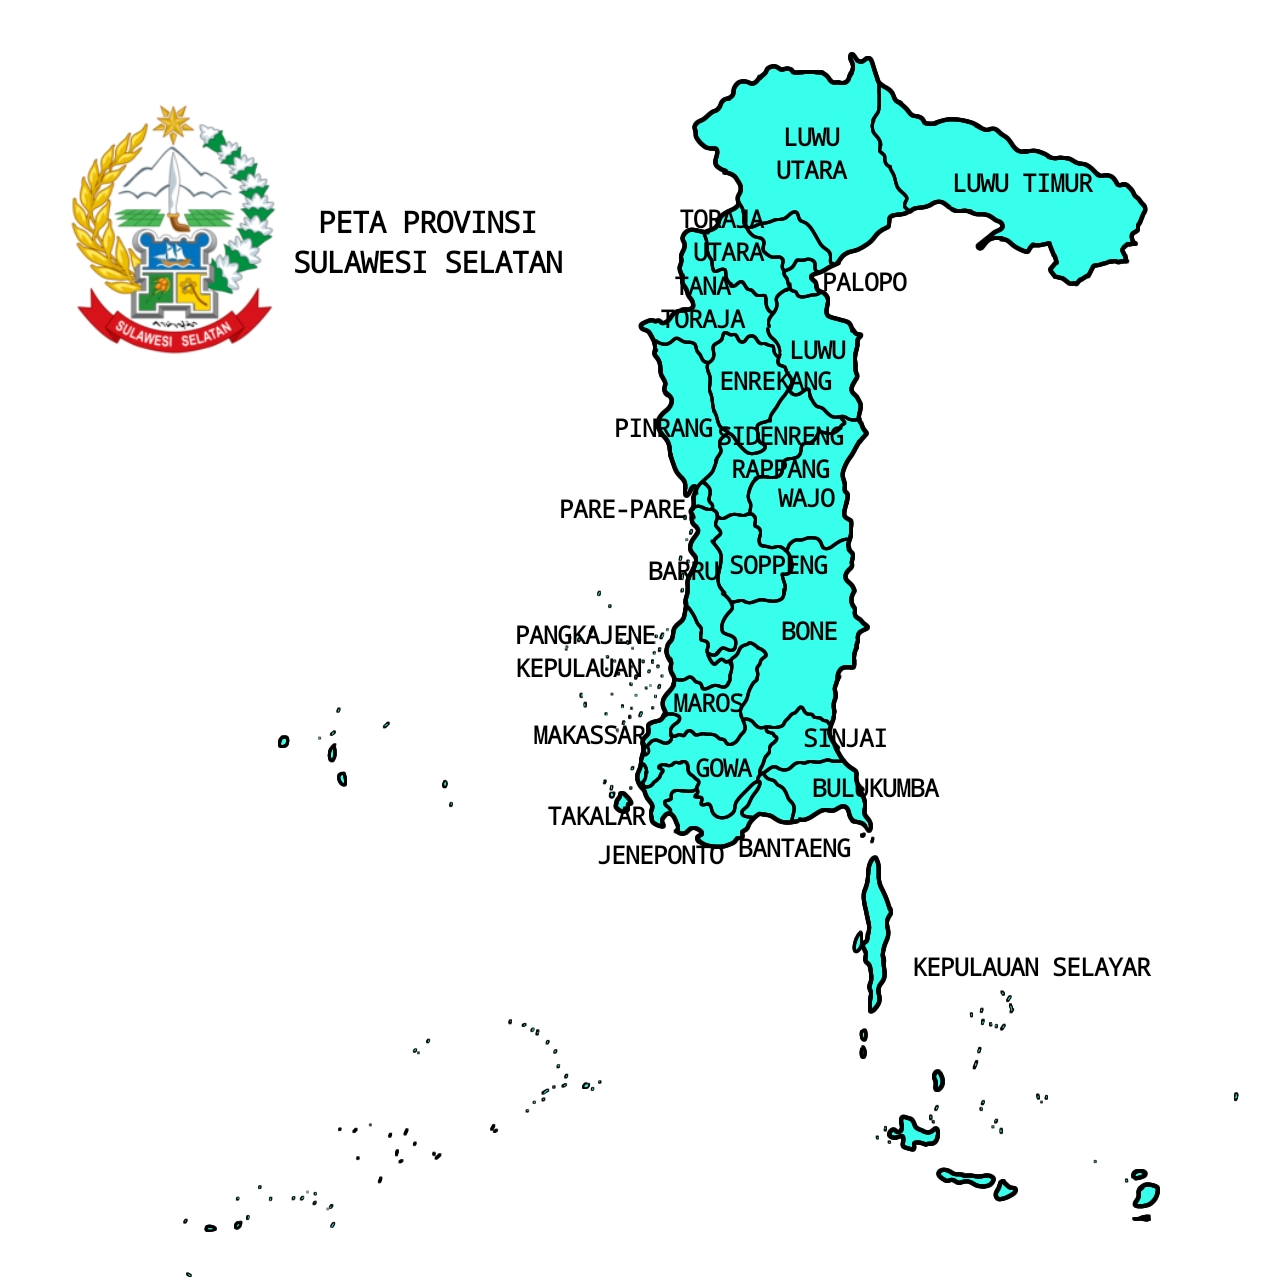 PETA PROVINSI
SULAWESI SELATAN
SULAWESI SELATAN
LUWU
UTARA
LUWU TIMUR
TORAJA
UTARA
TANA
TORAJA
PALOPO
LUWU
ENREKANG
PINRANG
SIDENRENG
RAPPANG
WAJO
PARE-PARE
BARRU
SOPPENG
PANGKAJENE
KEPULAUAN
BONE
MAROS
MAKASSAR
SINJAI
GOWA
BULUKUMBA
TAKALAR
JENEPONTO
BANTAENG
KEPULAUAN SELAYAR